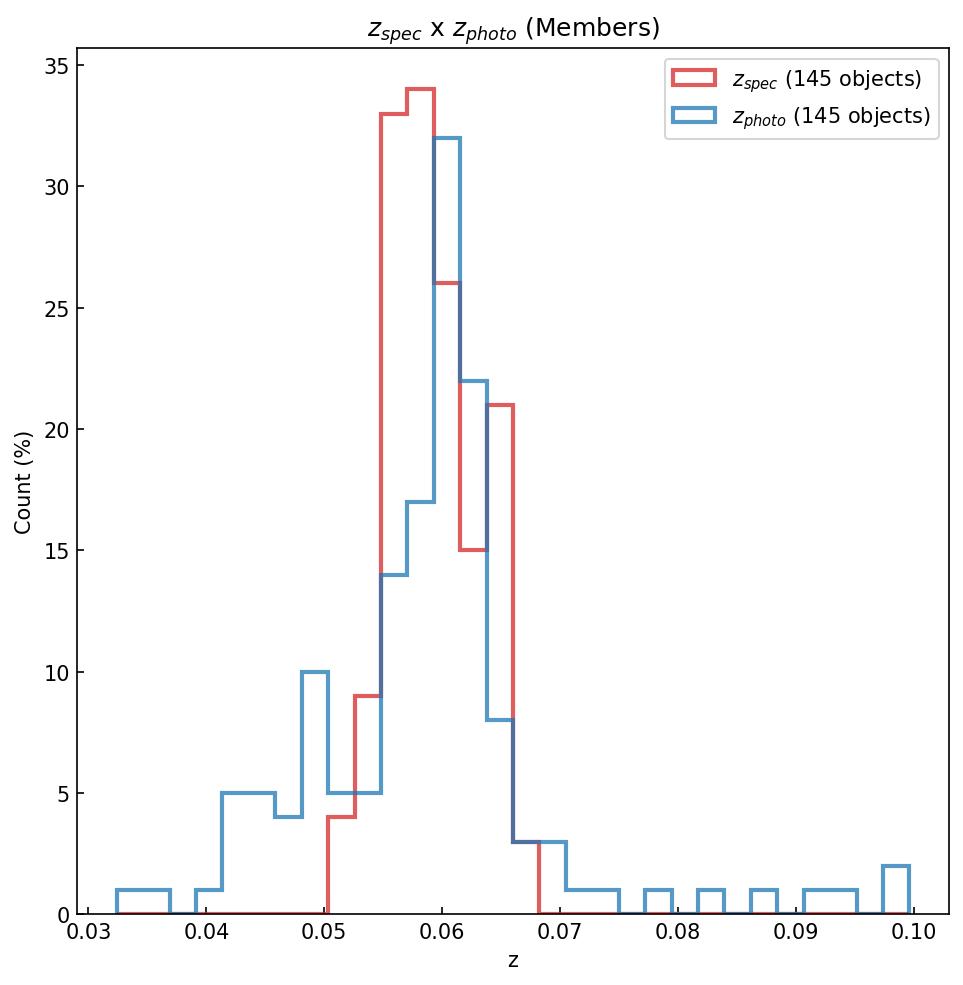 z_spec x z_photo (Members)
z_spec (145 objects)
z_photo (145 objects)
Count (%)
35
30
25
20
15
10
5
0
0.03 0.04 0.05 0.06 0.07 0.08 0.09 0.10
z